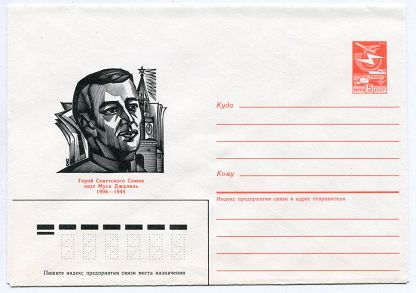 ПОЧТА 5 СССР
Куда
Герой Советского Союза
поэт Муса Джалиль
1906—1944
Кому
Индекс предприятия связи и адрес отправителя
Пишите индекс предприятия связи места назначения